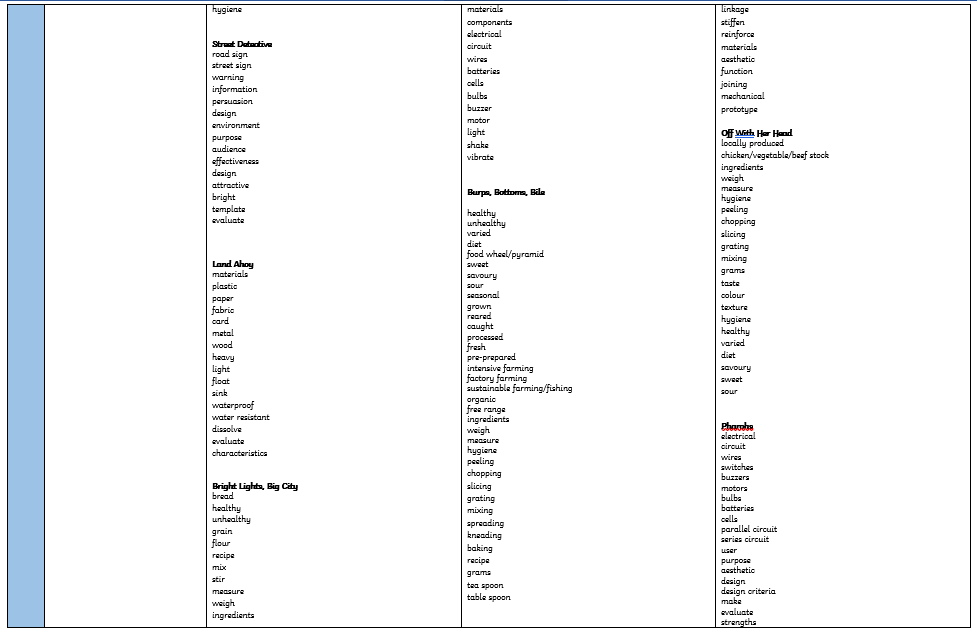 hygiene
Street Detective
road sign
street sign
warning
information
persuasion
design
environment
purpose
audience
effectiveness
design
attractive
bright
template
evaluate
Land Ahoy
materials
plastic
paper
fabric
card
metal
wood
heavy
light
float
sink
waterproof
water resistant
dissolve
evaluate
characteristics
Bright Lights, Big City
bread
healthy
unhealthy
grain
flour
recipe
mix
stir
measure
weigh
ingredients
materials
components
electrical
circuit
wires
batteries
cells
bulbs
buzzer
motor
light
shake
vibrate
Burps, Bottoms, Bile
healthy
unhealthy
varied
diet
food wheel/pyramid
sweet
savoury
sour
seasonal
grown
reared
caught
processed
fresh
pre-prepared
intensive farming
factory farming
sustainable farming/fishing
organic
free range
ingredients
weigh
measure
hygiene
peeling
chopping
slicing
grating
mixing
spreading
kneading
baking
recipe
grams
tea spoon
table spoon
linkage
stiffen
reinforce
materials
aesthetic
function
joining
mechanical
prototype
Off With Her Head
locally produced
chicken/vegetable/beef stock
ingredients
weigh
measure
hygiene
peeling
chopping
slicing
grating
mixing
grams
taste
colour
texture
hygiene
healthy
varied
diet
savoury
sweet
sour
electrical
circuit
wires
switches
buzzers
motors
bulbs
batteries
cells
parallel circuit
series circuit
user
purpose
aesthetic
design
design criteria
make
evaluate
strengths